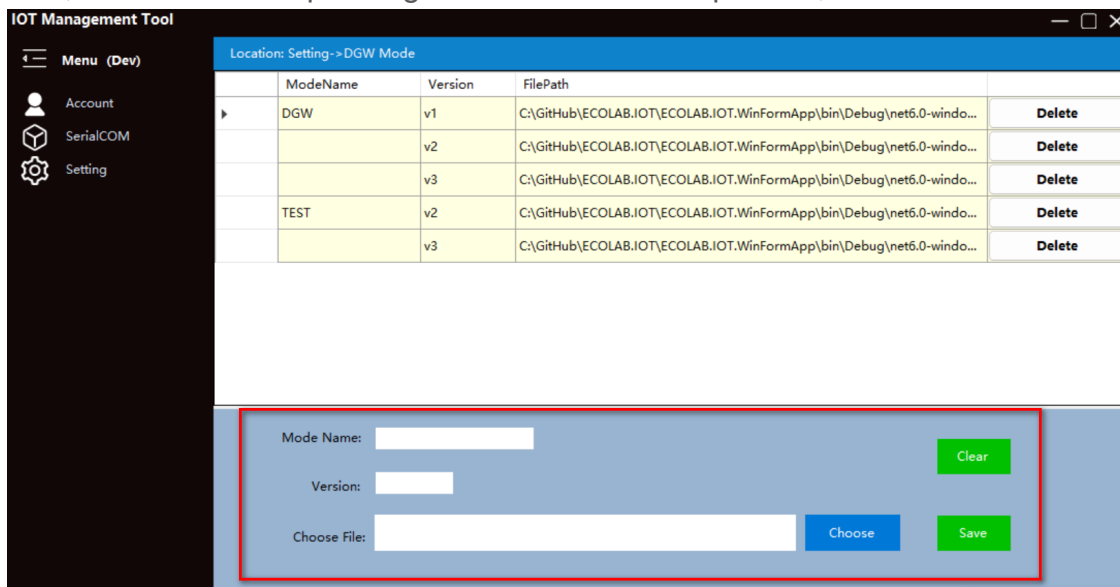 IOT Management Tool
Menu (Dev)
Account
SerialCOM
Setting
Location: Setting->DGW Mode
ModeName Version FilePath
DGW v1 C:\GitHub\ECOLAB.IOT\ECOLAB.IOT.WinFormApp\bin\Debug\net6.0-windo... Delete
v2 C:\GitHub\ECOLAB.IOT\ECOLAB.IOT.WinFormApp\bin\Debug\net6.0-windo... Delete
v3 C:\GitHub\ECOLAB.IOT\ECOLAB.IOT.WinFormApp\bin\Debug\net6.0-windo... Delete
TEST v2 C:\GitHub\ECOLAB.IOT\ECOLAB.IOT.WinFormApp\bin\Debug\net6.0-windo... Delete
v3 C:\GitHub\ECOLAB.IOT\ECOLAB.IOT.WinFormApp\bin\Debug\net6.0-windo... Delete
Mode Name:
Clear
Version:
Choose File: Choose Save